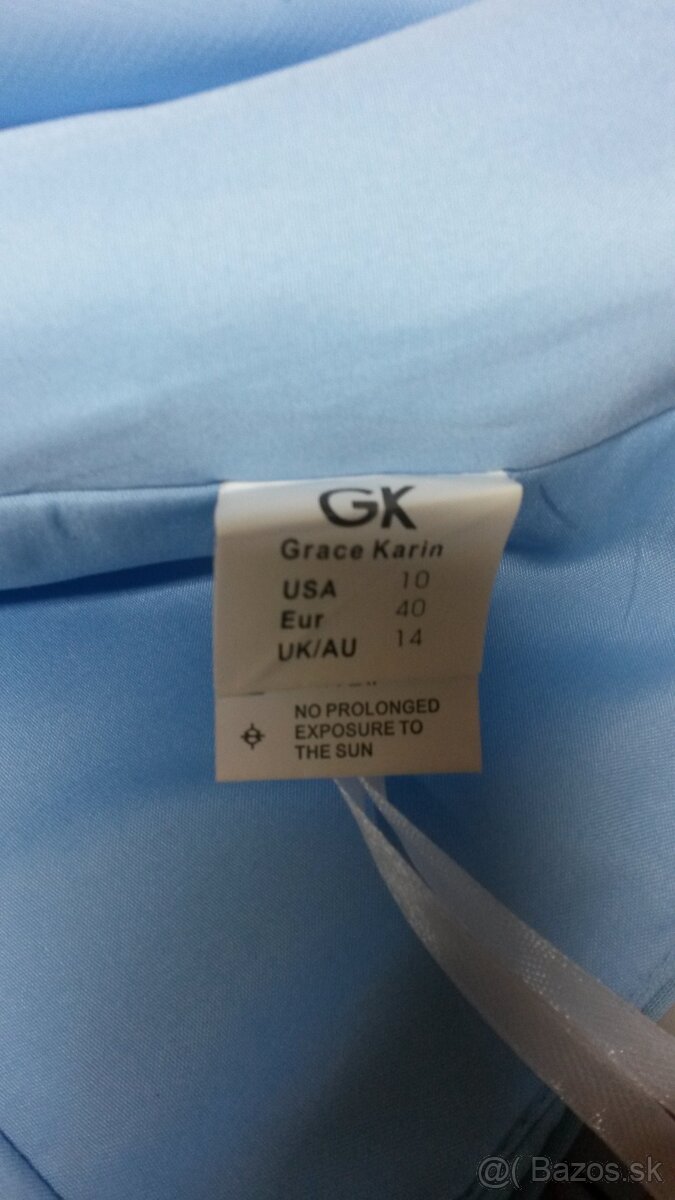 GK
Grace Karin
USA 10
Eur 40
UK/AU 14
NO PROLONGED
EXPOSURE TO
THE SUN
@( Bazos.sk